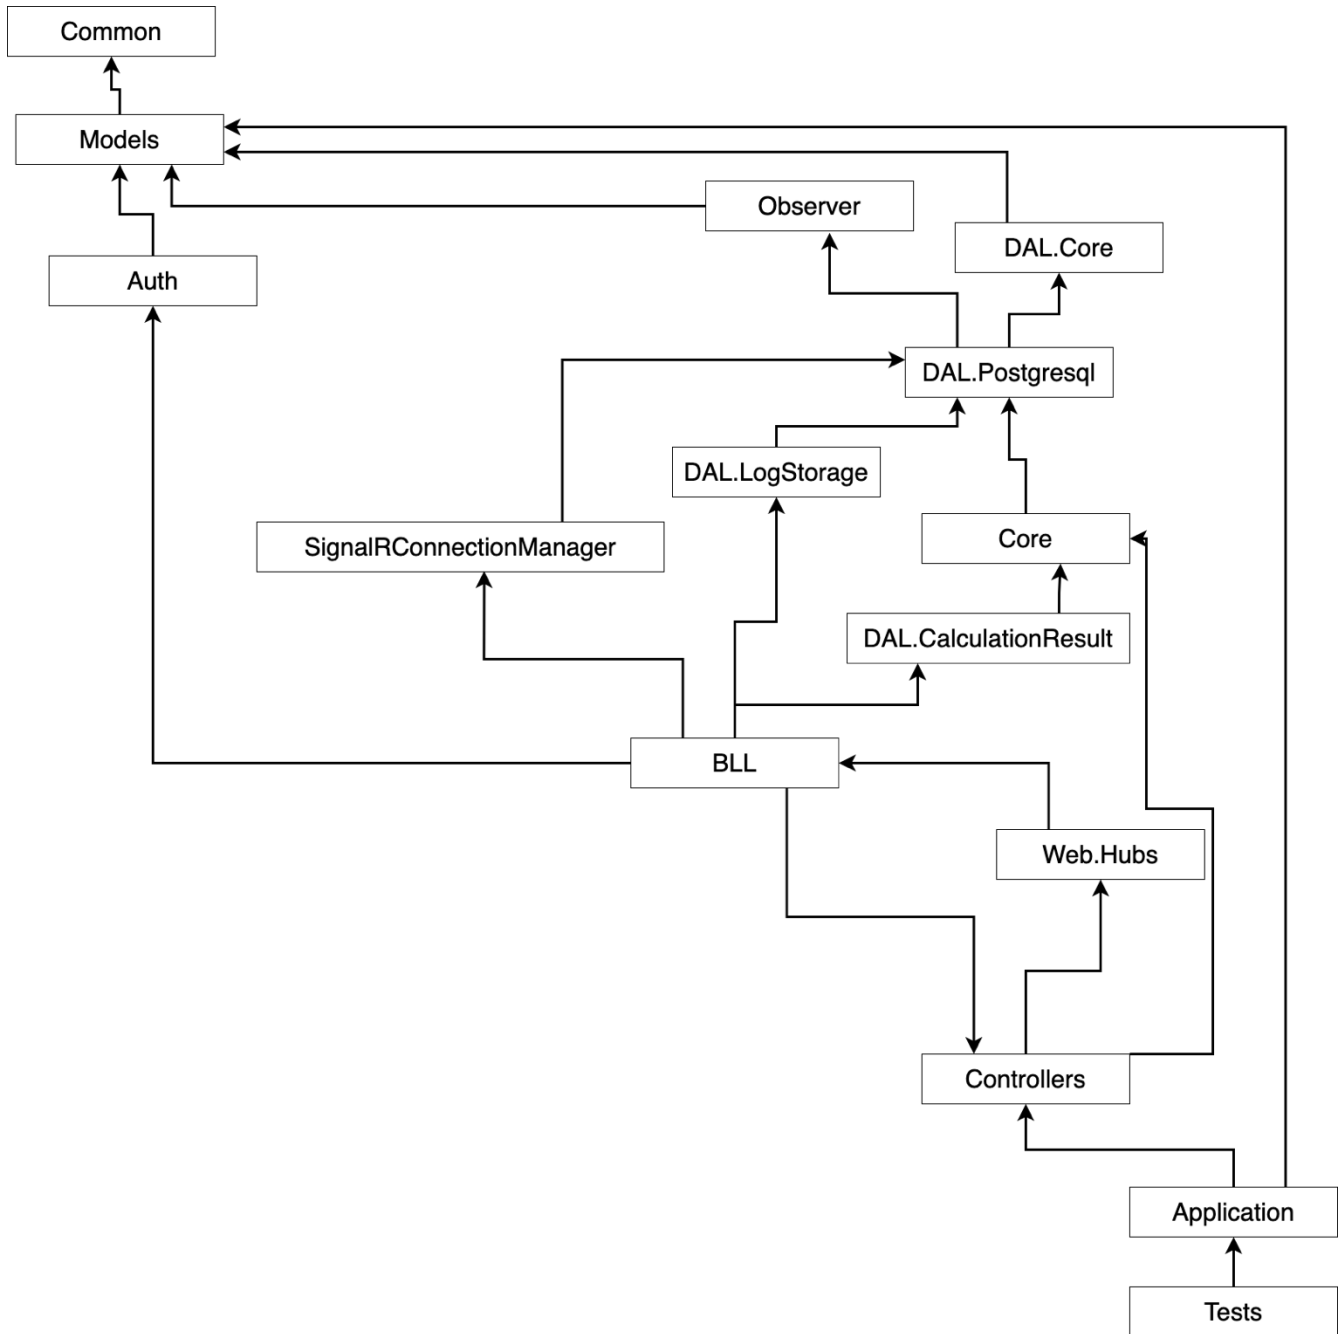 Common
Models
Observer
DAL.Core
Auth
DAL.Postgresql
DAL.LogStorage
SignalRConnectionManager
Core
DAL.CalculationResult
BLL
Web.Hubs
Controllers
Application
Tests